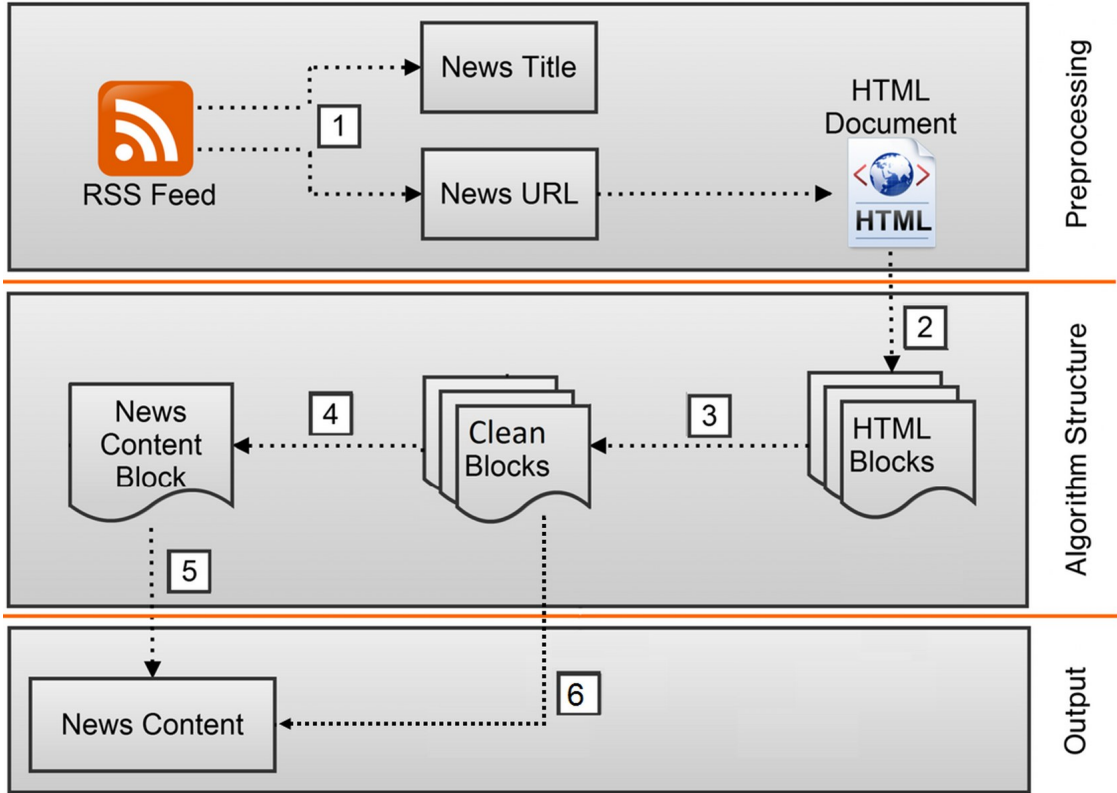 News Title
1
RSS Feed
News URL
HTML
Document
HTML
Preprocessing
2
News
Content
Block
4
Clean
Blocks
3
HTML
Blocks
5
Algorithm Structure
6
News Content
Output